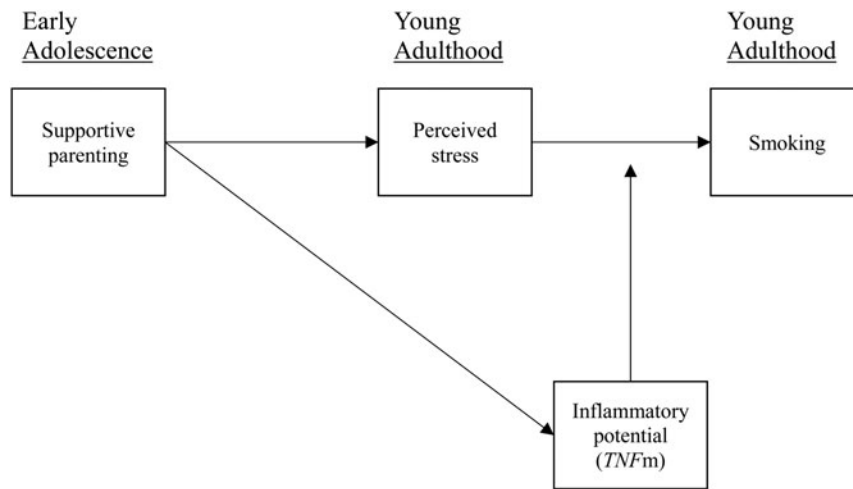 Early
Adolescence
Young
Adulthood
Young
Adulthood
Supportive
parenting
Perceived
stress
Smoking
Inflammatory
potential
(TNFm)